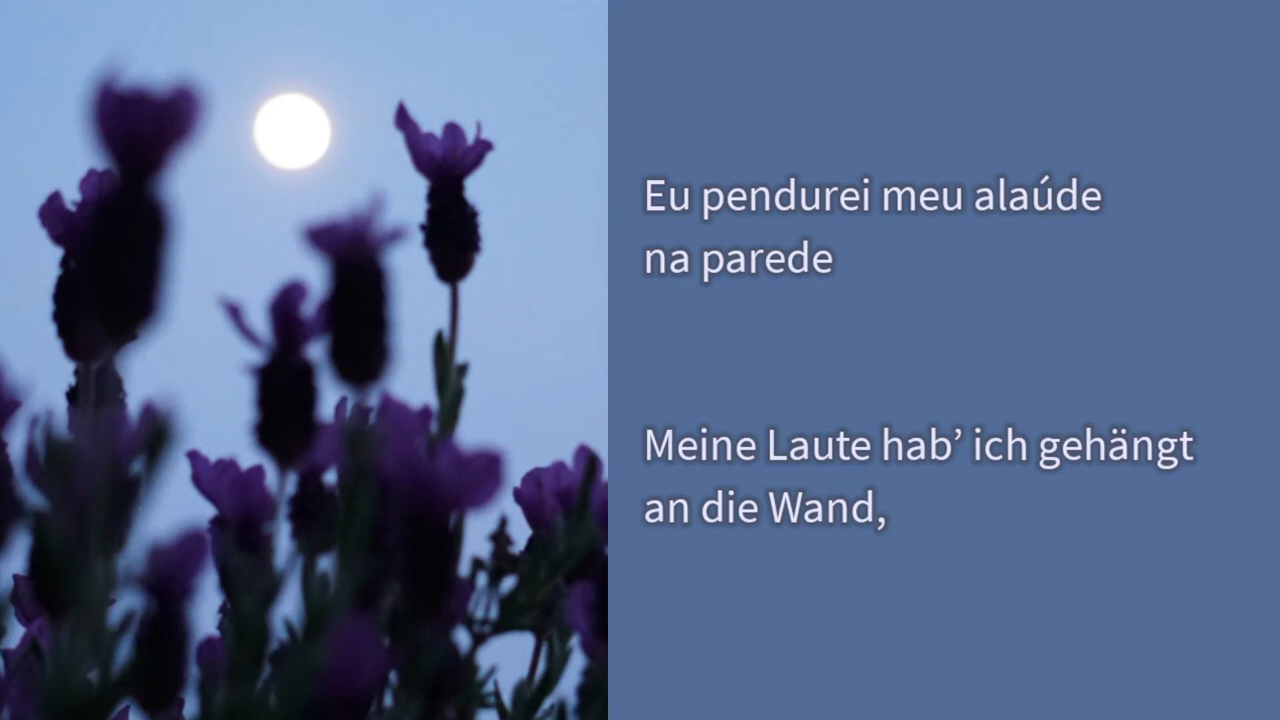 Eu pendurei meu alaúde
na parede
Meine Laute hab’ ich gehängt
an die Wand,